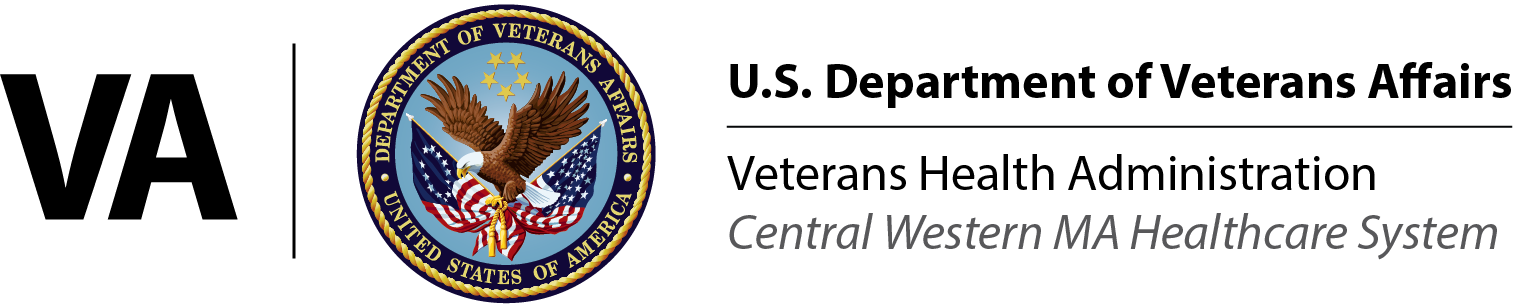 VA
DEPARTMENT OF VETERANS AFFAIRS
UNITED STATES OF AMERICA
U.S. Department of Veterans Affairs
Veterans Health Administration
Central Western MA Healthcare System